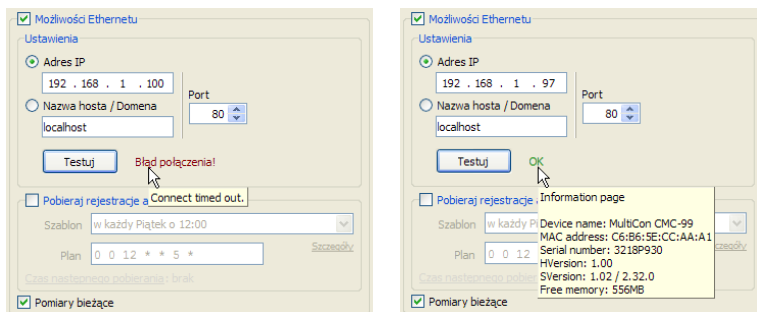 Możliwości Ethernetu
Ustawienia
Adres IP
192 . 168 . 1 . 100
Nazwa hosta / Domena
Port
80
localhost
Testuj
Błąd połączenia!
Connect timed out.
Pobieraj rejestracje a
Szablon
w każdy Piątek o 12:00
Plan
0 0 12 * * 5 *
Szczegóły
Czas następnego pobierania : brak
Pomiary bieżące
Możliwości Ethernetu
Ustawienia
Adres IP
192 . 168 . 1 . 97
Nazwa hosta / Domena
Port
80
localhost
Testuj
OK
Information page
Device name: MultiCon CMC-99
MAC address: C6:B6:5E:CC:AA:A1
Serial number: 3218P930
HVersion: 1.00
SVersion: 1.02 / 2.32.0
Free memory: 556MB
Pobieraj rejestracje
Szablon
w każdy Pi
Plan
0 0 12
zegóły
Czas następnego pobier
Pomiary bieżące